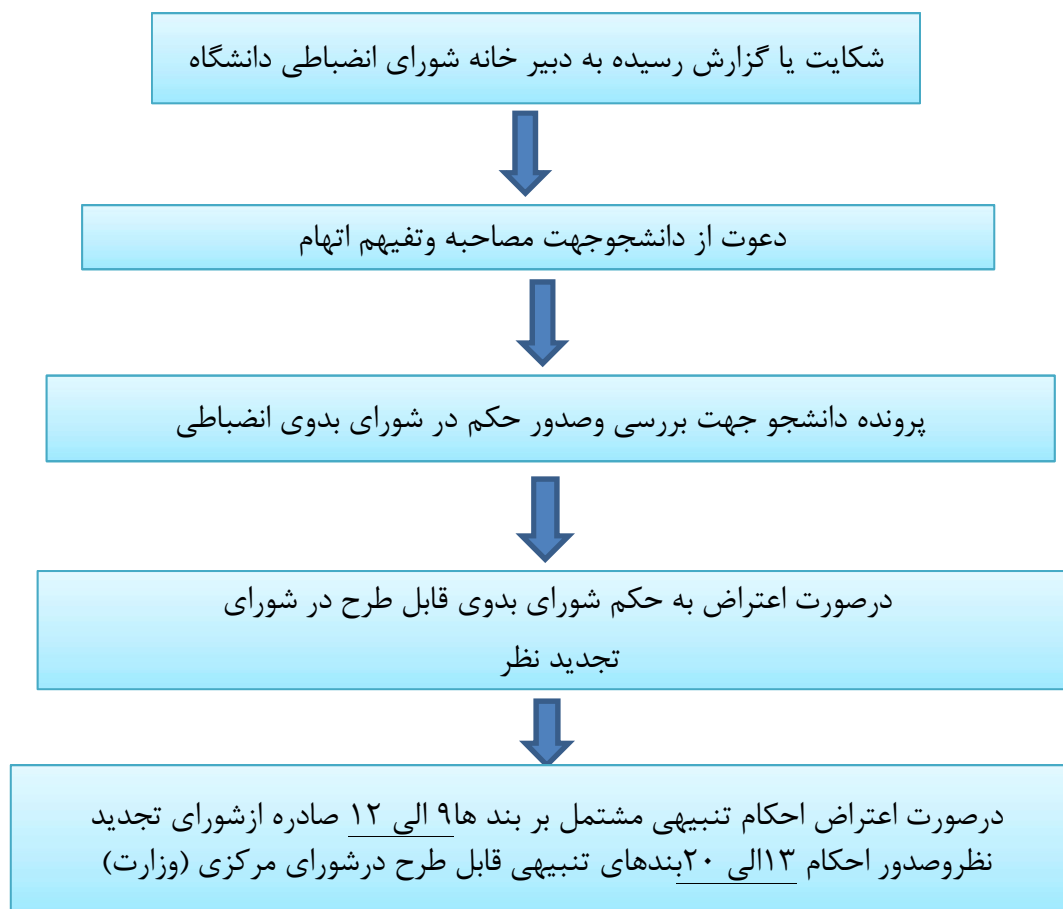 شکایت یا گزارش رسیده به دبیر خانه شورای انضباطی دانشگاه
دعوت از دانشجوجهت مصاحبه وتفیهم اتهام
پرونده دانشجو جهت بررسی وصدور حکم در شورای بدوی انضباطی
درصورت اعتراض به حکم شورای بدوی قابل طرح در شورای
تجدید نظر
درصورت اعتراض احکام تنبیهی مشتمل بر بند ها۹ الی ۱۲ صادره ازشورای تجدید
نظروصدور احکام ۱۳الی ۲۰بندهای تنبیهی قابل طرح درشورای مرکزی (وزارت)